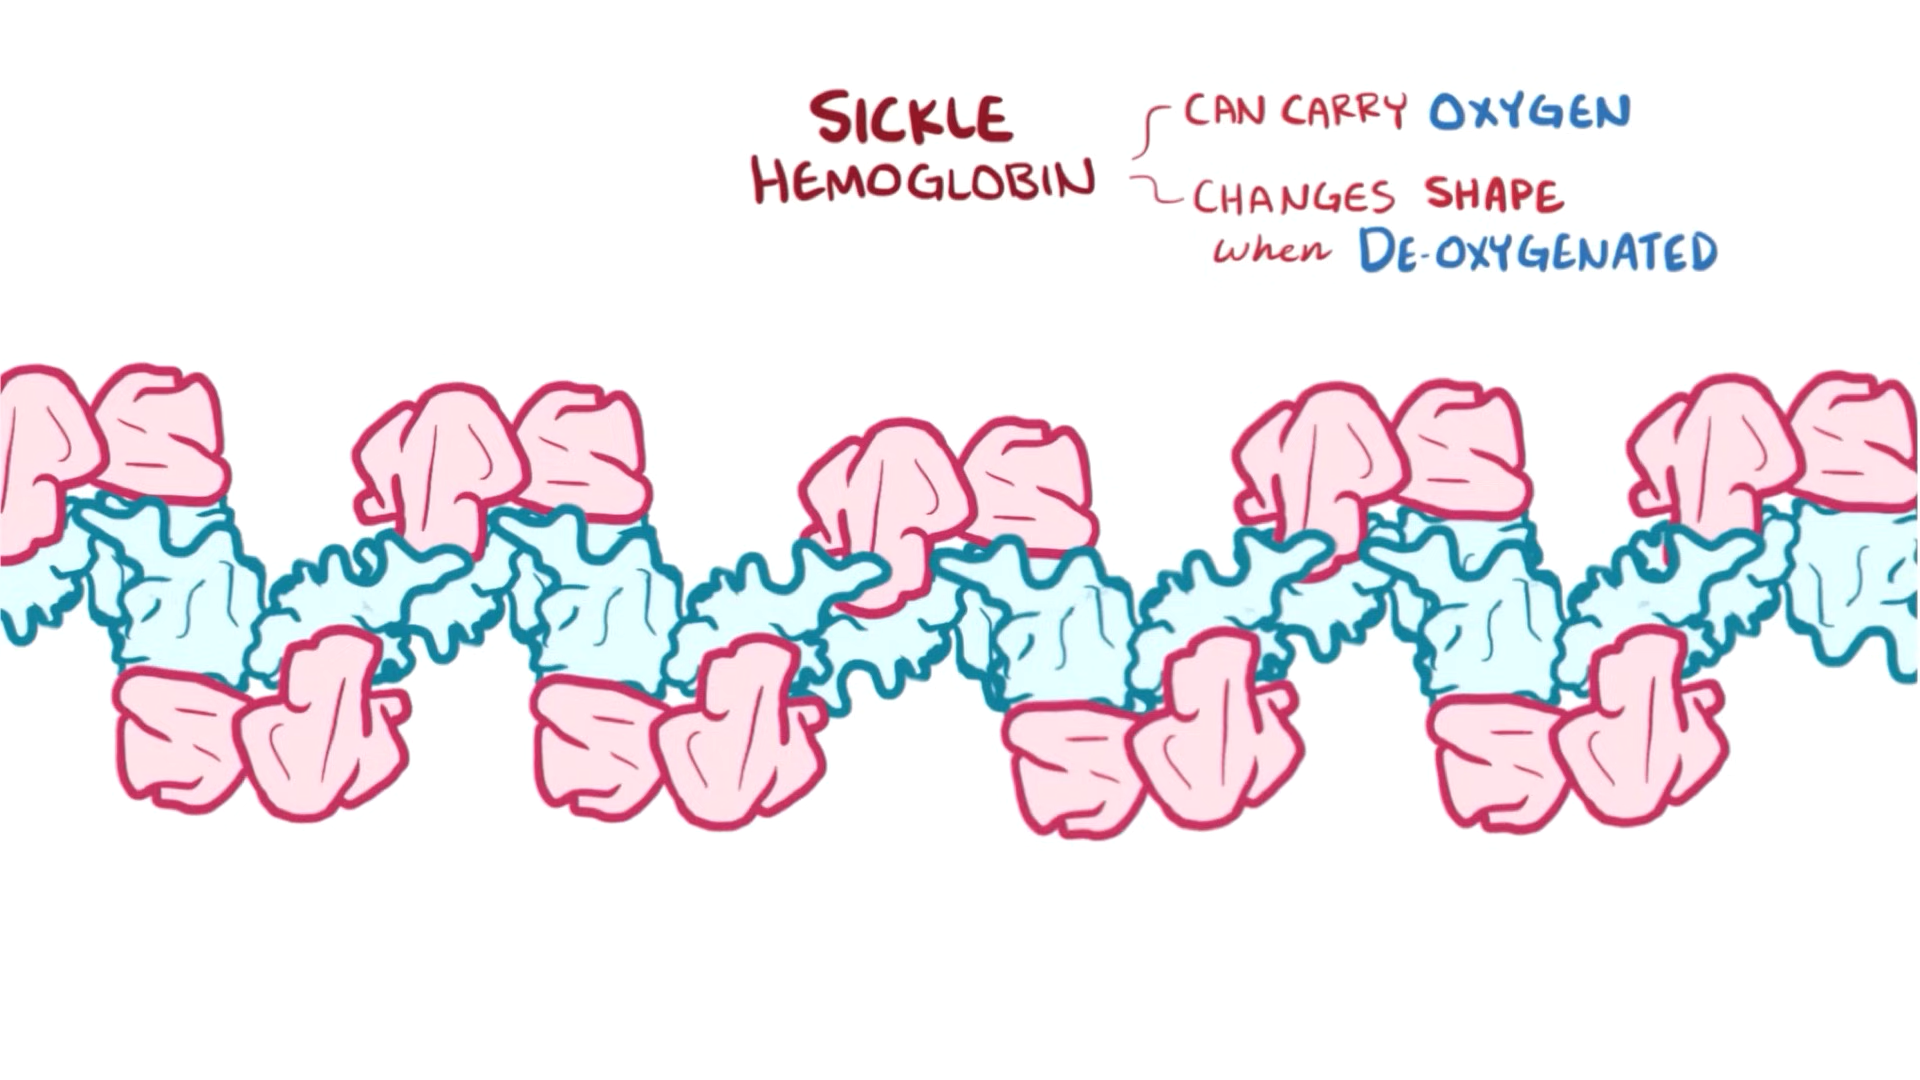 SICKLE
HEMOGLOBIN
CAN CARRY OXYGEN
CHANGES SHAPE
when DE-OXYGENATED